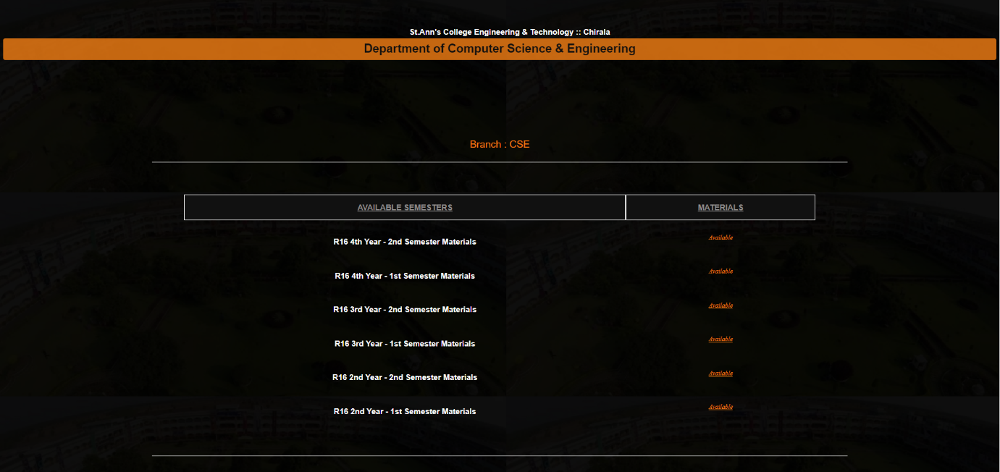 St.Ann's College Engineering & Technology :: Chirala
Department of Computer Science & Engineering
Branch : CSE
AVAILABLE SEMESTERS MATERIALS
R16 4th Year - 2nd Semester Materials Available
R16 4th Year - 1st Semester Materials Available
R16 3rd Year - 2nd Semester Materials Available
R16 3rd Year - 1st Semester Materials Available
R16 2nd Year - 2nd Semester Materials Available
R16 2nd Year - 1st Semester Materials Available